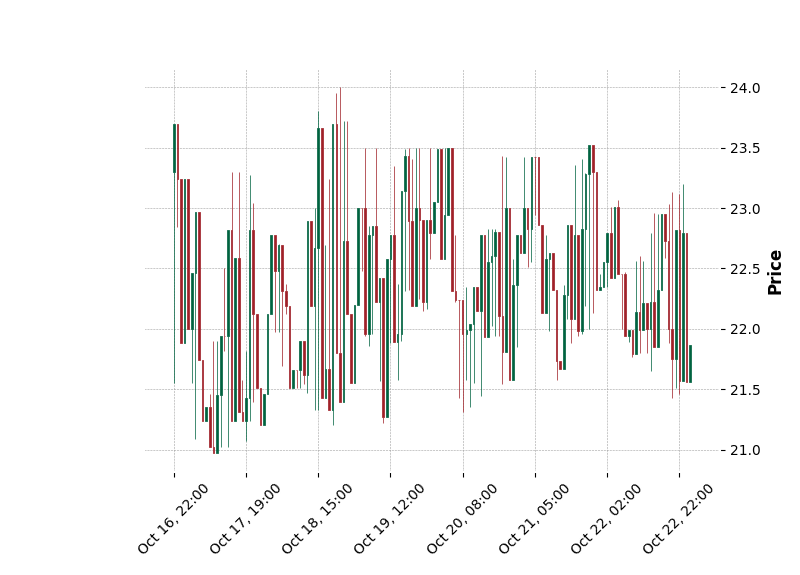 24.0
23.5
23.0
22.5
22.0
21.5
21.0
Price
Oct 16, 22:00
Oct 17, 19:00
Oct 18, 15:00
Oct 19, 12:00
Oct 20, 08:00
Oct 21, 05:00
Oct 22, 02:00
Oct 22, 22:00